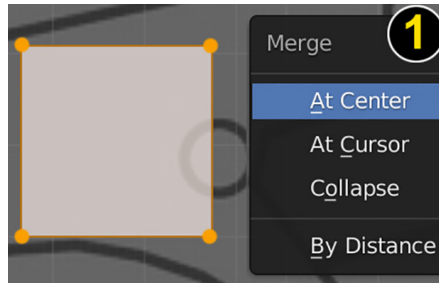 Merge
1
At Center
At Cursor
Collapse
By Distance